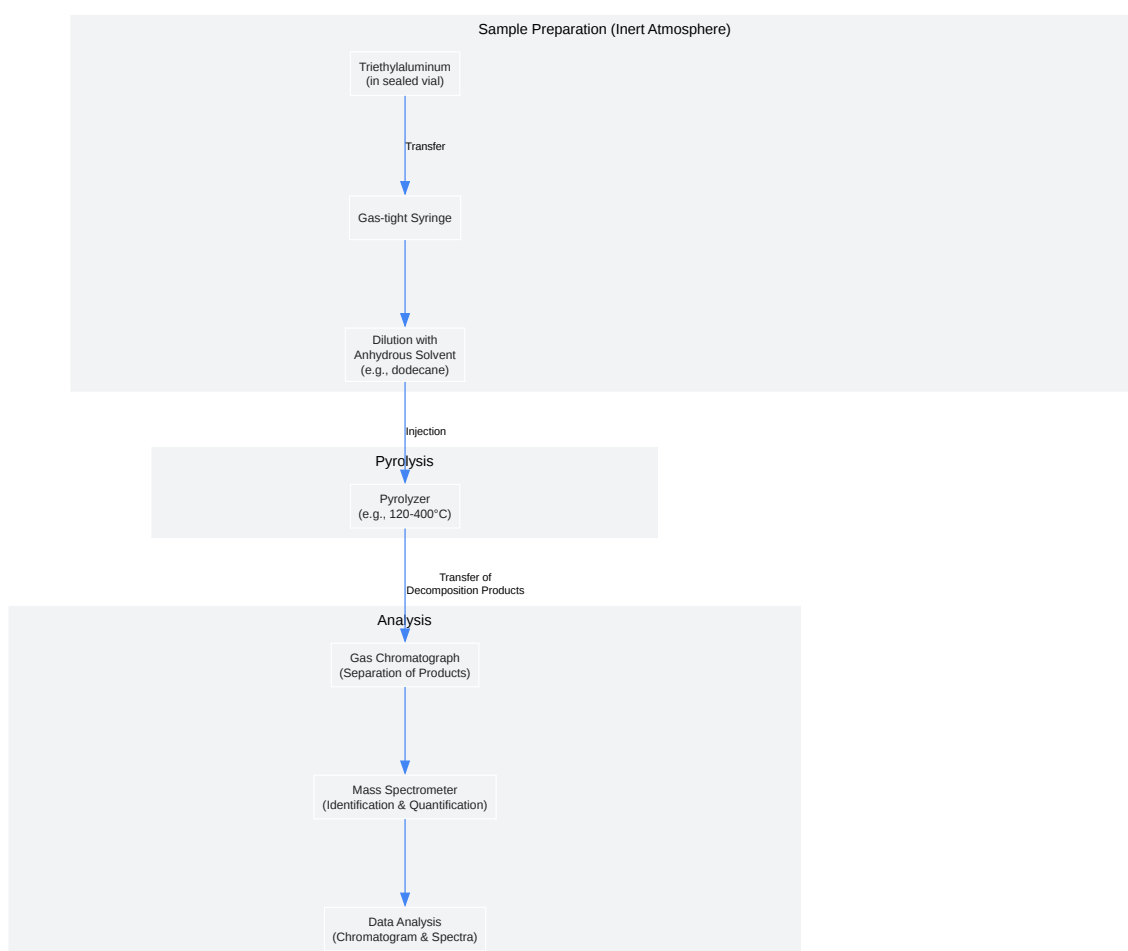 Sample Preparation (Inert Atmosphere)
Triethylaluminum
(in sealed vial)
Transfer
Gas-tight Syringe
Dilution with
Anhydrous Solvent
(e.g., dodecane)
Injection
Pyrolysis
Pyrolyzer
(e.g., 120-400°C)
Transfer of
Decomposition Products
Analysis
Gas Chromatograph
(Separation of Products)
Mass Spectrometer
(Identification & Quantification)
Data Analysis
(Chromatogram & Spectra)